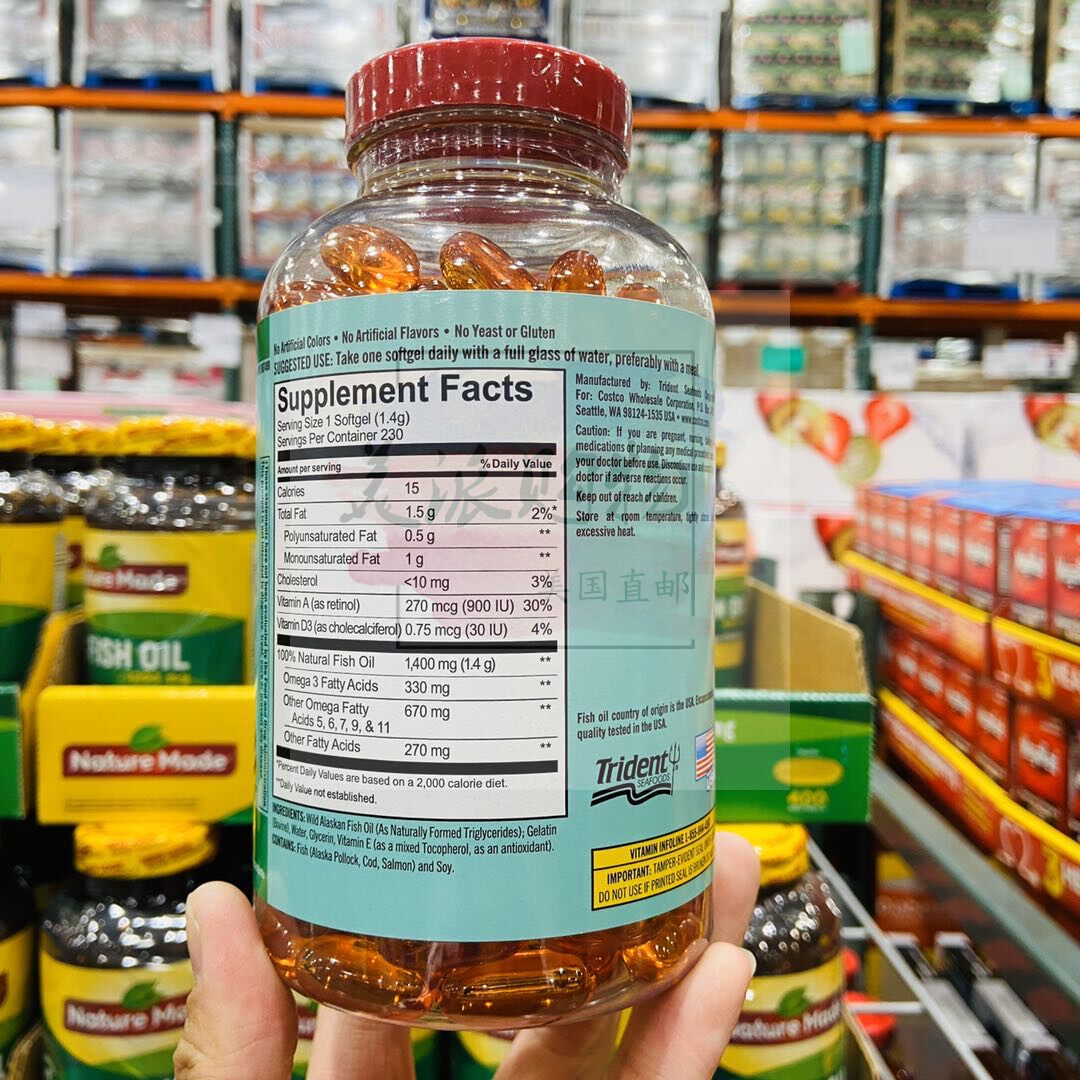 No Artificial Colors • No Artificial Flavors • No Yeast or Gluten
SUGGESTED USE: Take one softgel daily with a full glass of water, preferably with a meal.
Supplement Facts
Serving Size 1 Softgel (1.4g)
Servings Per Container 230
Amount per serving % Daily Value
Calories 15
Total Fat 1.5 g 2%*
Polyunsaturated Fat 0.5 g **
Monounsaturated Fat 1 g **
Cholesterol <10 mg 3%
Vitamin A (as retinol) 270 mcg (900 IU) 30%
Vitamin D3 (as cholecalciferol) 0.75 mcg (30 IU) 4%
100% Natural Fish Oil 1,400 mg (1.4 g) **
Omega 3 Fatty Acids 330 mg **
Other Omega Fatty 670 mg **
Acids 5, 6, 7, 9, & 11
Other Fatty Acids 270 mg **
*Percent Daily Values are based on a 2,000 calorie diet.
**Daily Value not established.
INGREDIENTS: Wild Alaskan Fish Oil (As Naturally Formed Triglycerides); Gelatin
(Bovine), Water, Glycerin, Vitamin E (as a mixed Tocopherol, as an antioxidant).
CONTAINS: Fish (Alaska Pollock, Cod, Salmon) and Soy.
Manufactured by: Trident Seafoods
For: Costco Wholesale Corporation, P.O. Box
Seattle, WA 98124-1535 USA •
Caution: If you are pregnant, nursing,
medications or planning any medical
your doctor before use. Discontinue use and
doctor if adverse reactions occur.
Keep out of reach of children.
Store at room temperature, tightly
excessive heat.
美国直邮
Fish oil country of origin is the USA.
quality tested in the USA.
Trident
SEAFOODS
VITAMIN INFOLINE
IMPORTANT: TAMPER-EVIDENT SEAL
DO NOT USE IF PRINTED SEAL IS BROKEN
Nature Made
FISH OIL
Nature Made
Nature Made
Nature Made
400